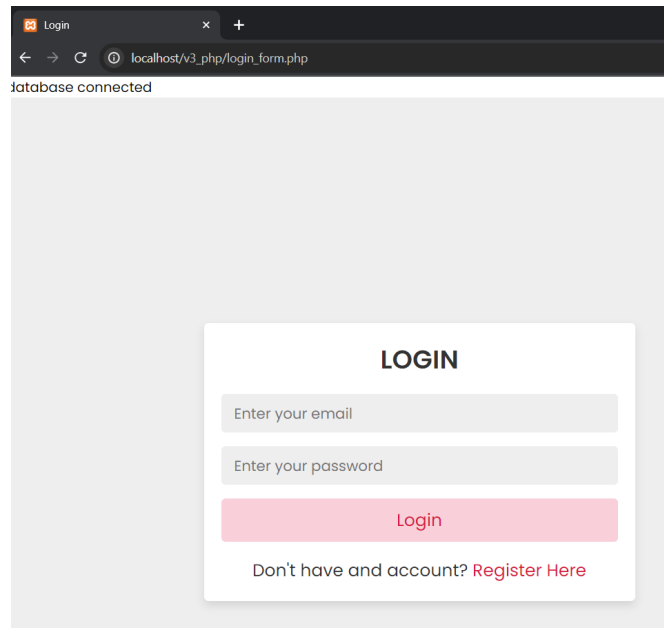 Login
localhost/v3_php/login_form.php
database connected
LOGIN
Enter your email
Enter your password
Login
Don't have and account? Register Here